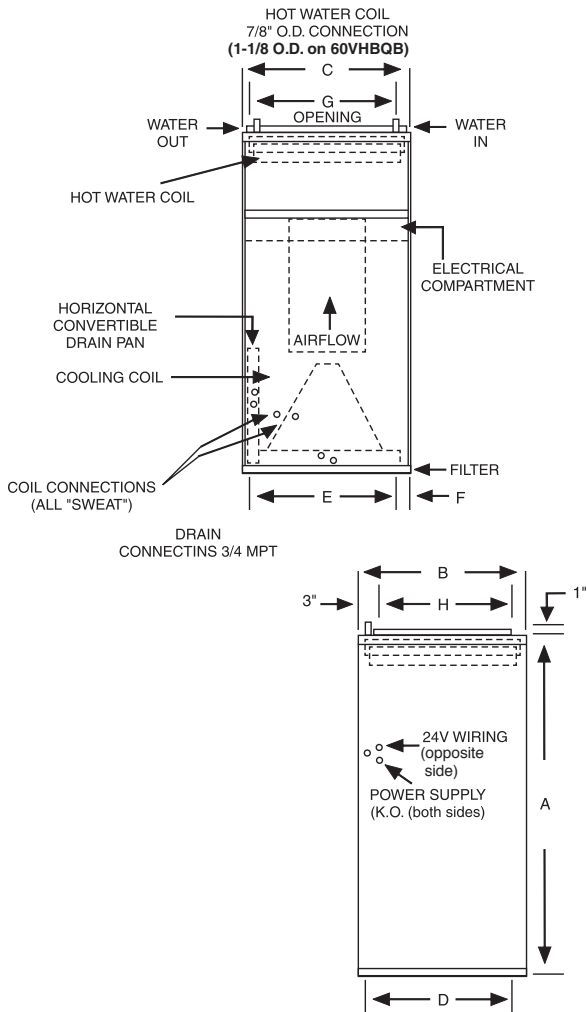 HOT WATER COIL
7/8" O.D. CONNECTION
(1-1/8 O.D. on 60VHBQB)
C
G
OPENING
WATER
OUT
WATER
IN
HOT WATER COIL
ELECTRICAL
COMPARTMENT
HORIZONTAL
CONVERTIBLE
DRAIN PAN
AIRFLOW
COOLING COIL
COIL CONNECTIONS
(ALL "SWEAT")
FILTER
E
F
DRAIN
CONNECTINS 3/4 MPT
B
3"
H
1"
24V WIRING
(opposite
side)
POWER SUPPLY
(K.O. (both sides)
A
D